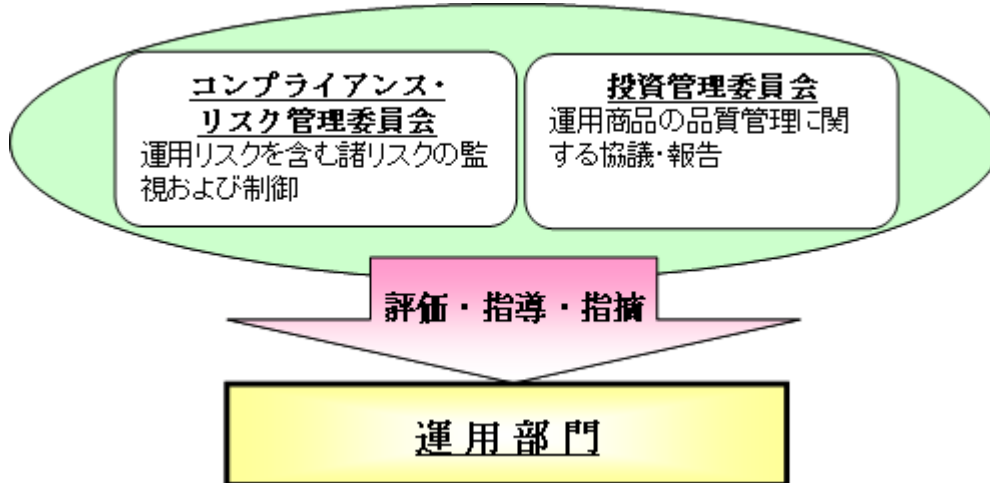 コンプライアンス・
リスク管理委員会
運用リスクを含む諸リスクの監
視および制御
投資管理委員会
運用商品の品質管理に関
する協議・報告
評価・指導・指摘
運用部門